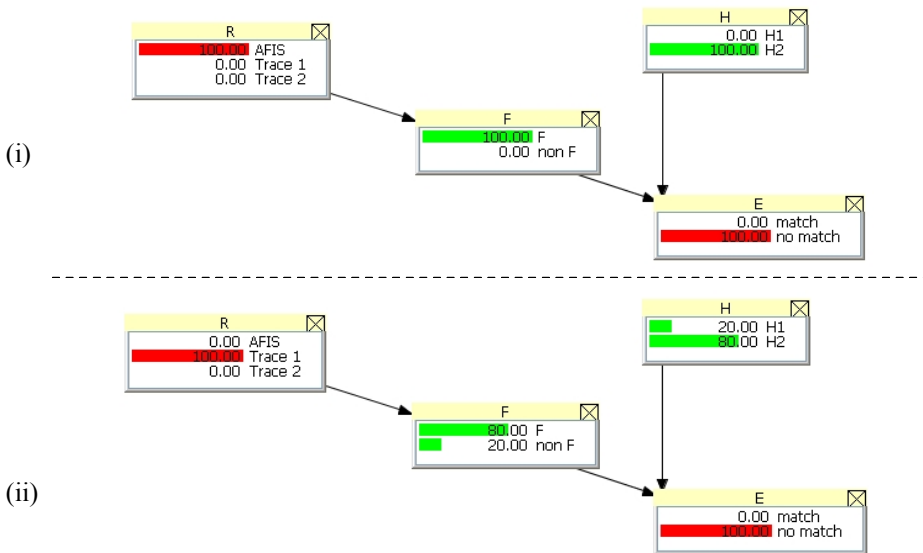 R
100.00 AFIS
0.00 Trace 1
0.00 Trace 2
H
0.00 H1
100.00 H2
F
100.00 F
0.00 non F
(i)
E
0.00 match
100.00 no match
R
0.00 AFIS
100.00 Trace 1
0.00 Trace 2
H
20.00 H1
80.00 H2
F
80.00 F
20.00 non F
(ii)
E
0.00 match
100.00 no match